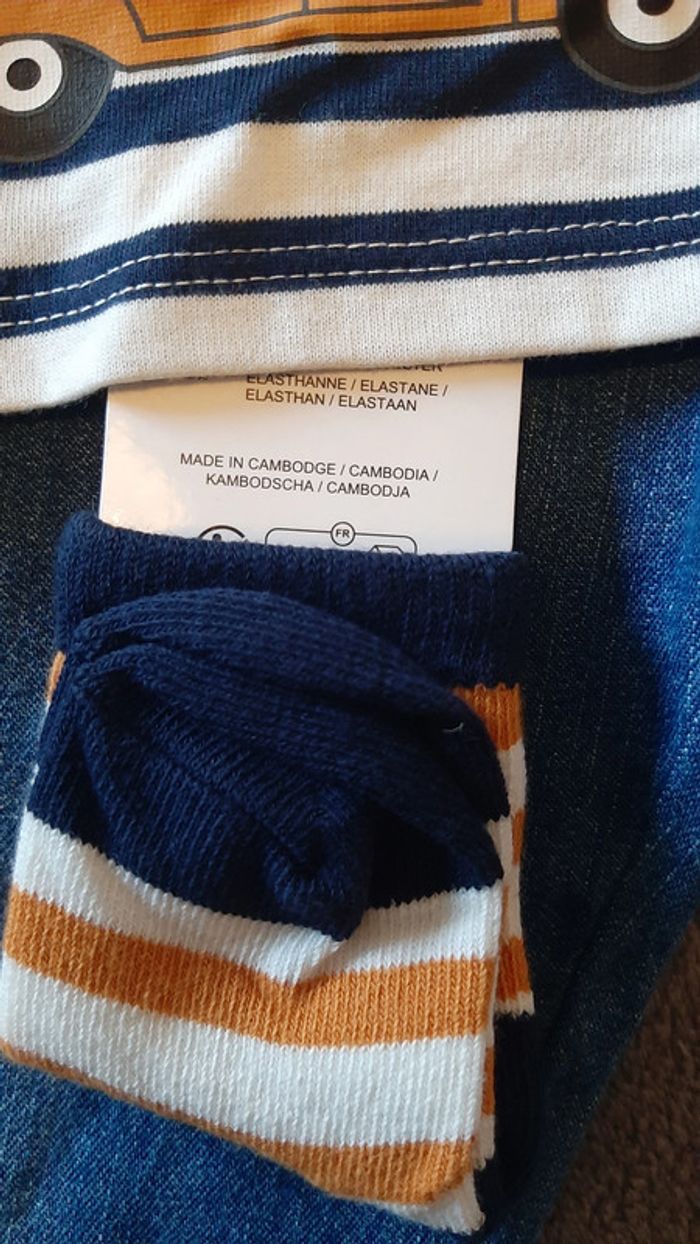 ELASTHANNE / ELASTANE /
ELASTHAN / ELASTAAN
MADE IN CAMBODGE / CAMBODIA /
KAMBODSCHA / CAMBODJA
FR